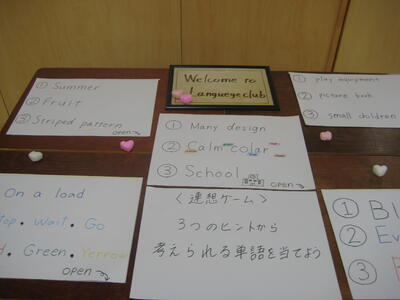 Welcome to
Language club
① Summer
② Fruit
③ Striped pattern
open
① play equipment
② picture book
③ small children
① Many design
② Calm colar
③ School
open
On a load
Stop. Wait. Go
Green. Yerrow
open
〈連想ゲーム〉
3つのヒントから
考えられる単語を当てよう
①
②
③